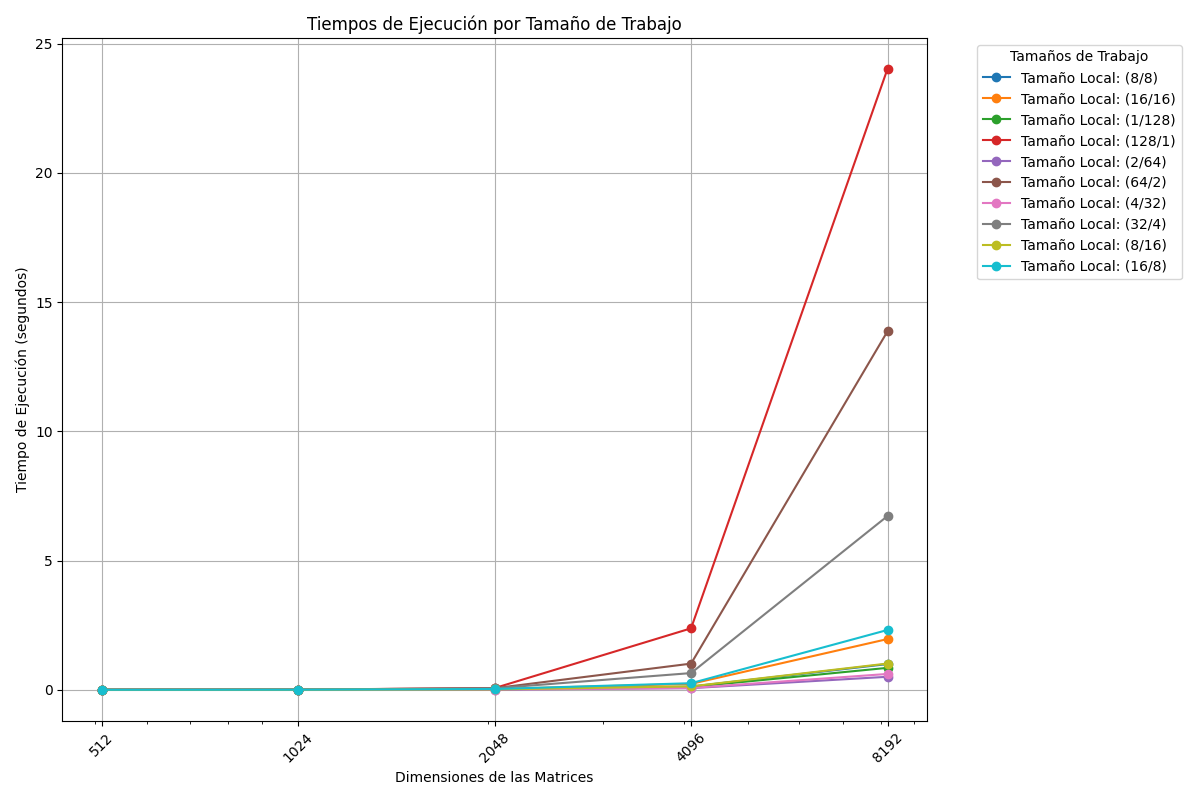 Tiempos de Ejecución por Tamaño de Trabajo
Tiempo de Ejecución (segundos)
25
20
15
10
5
0
512
1024
2048
4096
8192
Dimensiones de las Matrices
Tamaños de Trabajo
Tamaño Local: (8/8)
Tamaño Local: (16/16)
Tamaño Local: (1/128)
Tamaño Local: (128/1)
Tamaño Local: (2/64)
Tamaño Local: (64/2)
Tamaño Local: (4/32)
Tamaño Local: (32/4)
Tamaño Local: (8/16)
Tamaño Local: (16/8)